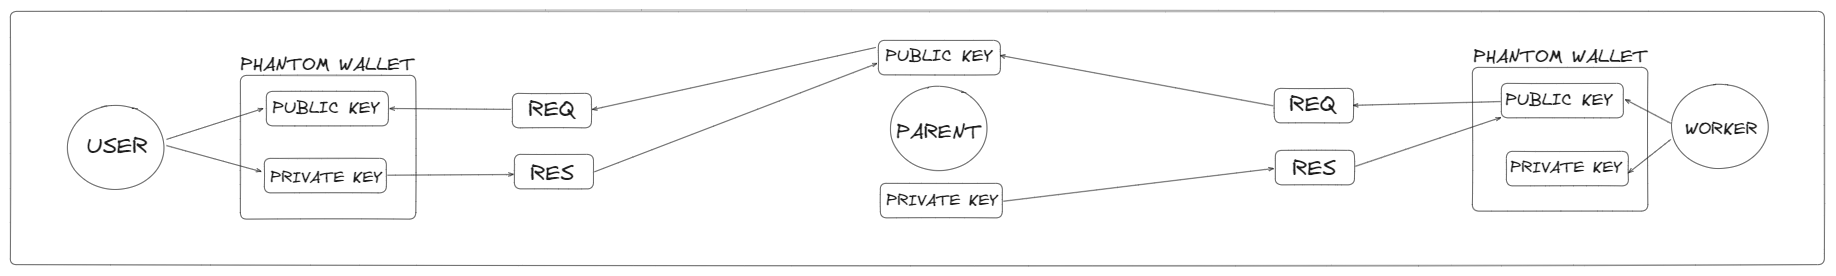 PHANTOM WALLET
USER
PUBLIC KEY
PRIVATE KEY
REQ
RES
PUBLIC KEY
PARENT
PRIVATE KEY
REQ
RES
PHANTOM WALLET
PUBLIC KEY
PRIVATE KEY
WORKER